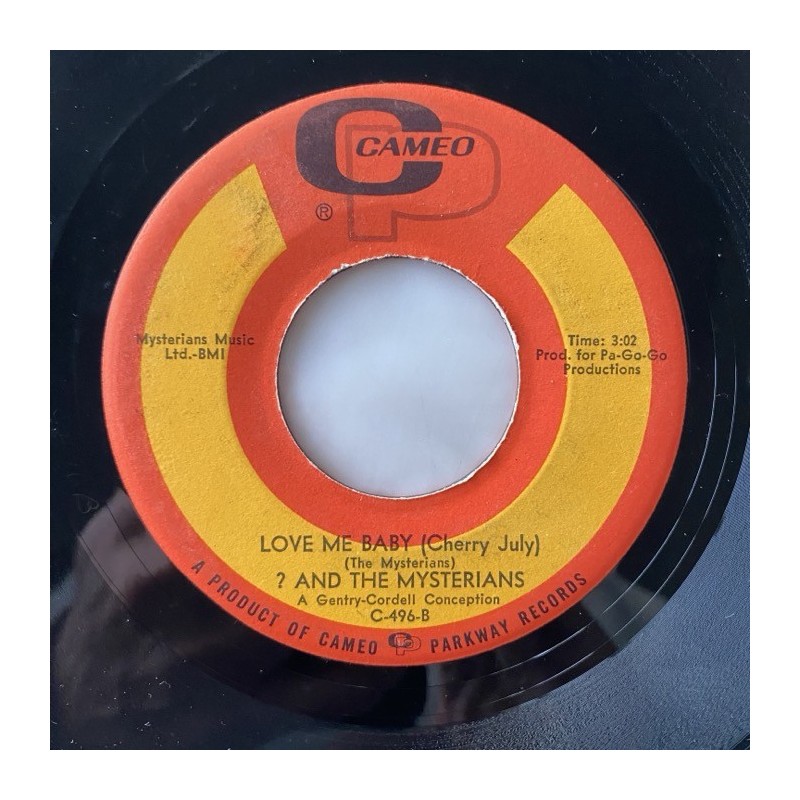 C CAMEO
P
®
Mysterians Music
Ltd.-BMI
Time: 3:02
Prod. for Pa-Go-Go
Productions
LOVE ME BABY (Cherry July)
(The Mysterians)
? AND THE MYSTERIANS
A Gentry-Cordell Conception
C-496-B
A PRODUCT OF CAMEO CP PARKWAY RECORDS